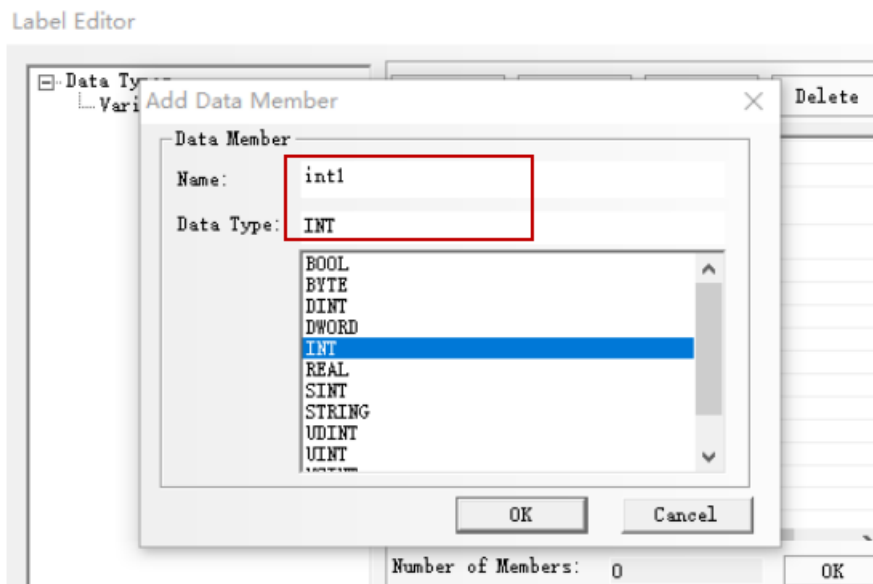 Label Editor
Data
Add Data Member
Delete
Data Member
Name:
int1
Data Type:
INT
BOOL
BYTE
DINT
DWORD
INT
REAL
SINT
STRING
UDINT
UINT
OK
Cancel
Number of Members:
0
OK